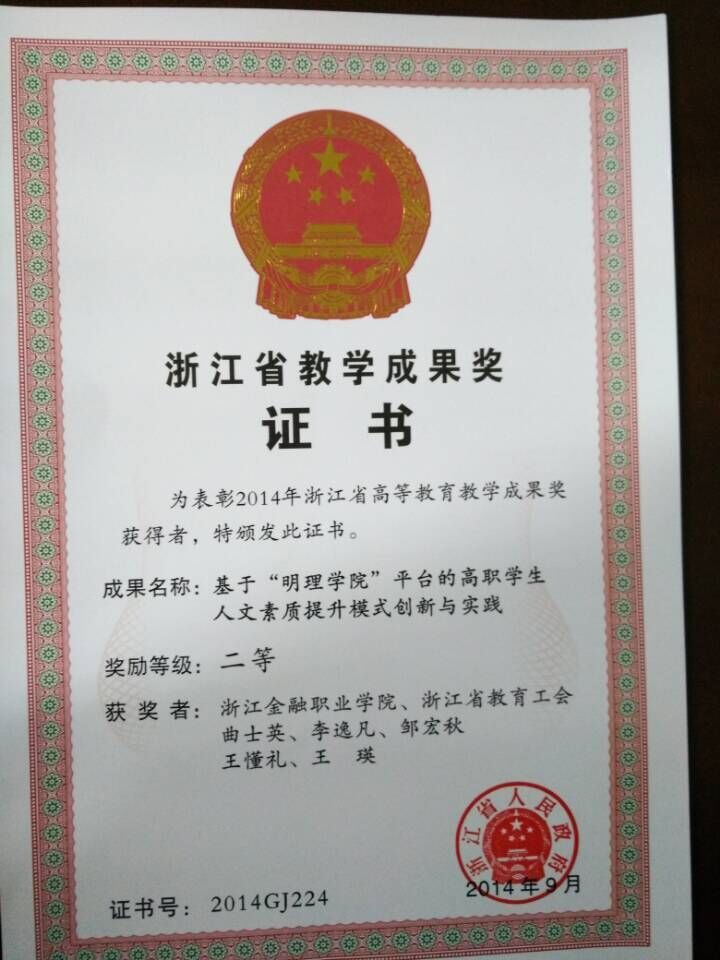 浙江省教学成果奖
证 书
为表彰2014年浙江省高等教育教学成果奖
获得者，特颁发此证书。
成果名称：基于“明理学院”平台的高职学生
人文素质提升模式创新与实践
奖励等级：二等
获奖者：浙江金融职业学院、浙江省教育工会
曲士英、李逸凡、邹宏秋
王懂礼、王 瑛
浙江省人民政府
2014年9月
证书号：2014GJ224